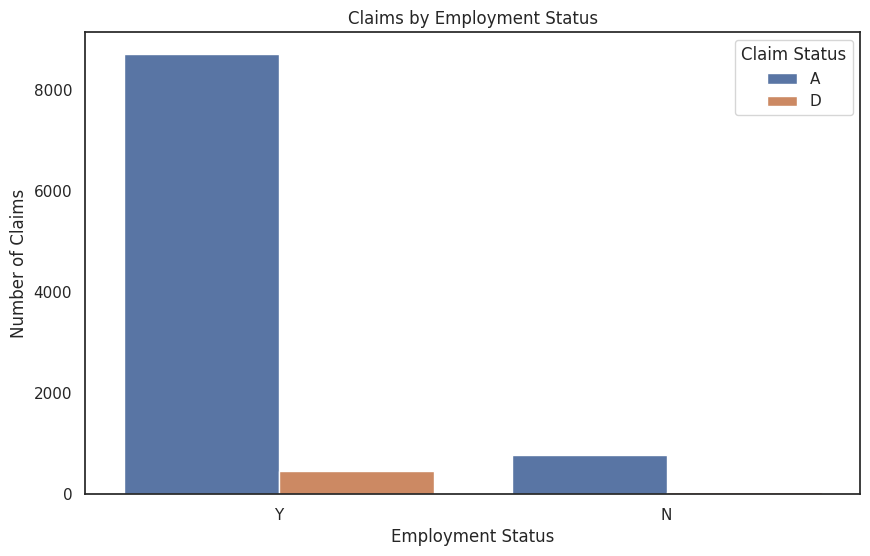 Claims by Employment Status
Claim Status
A
D
Number of Claims
8000
6000
4000
2000
0
Y
N
Employment Status